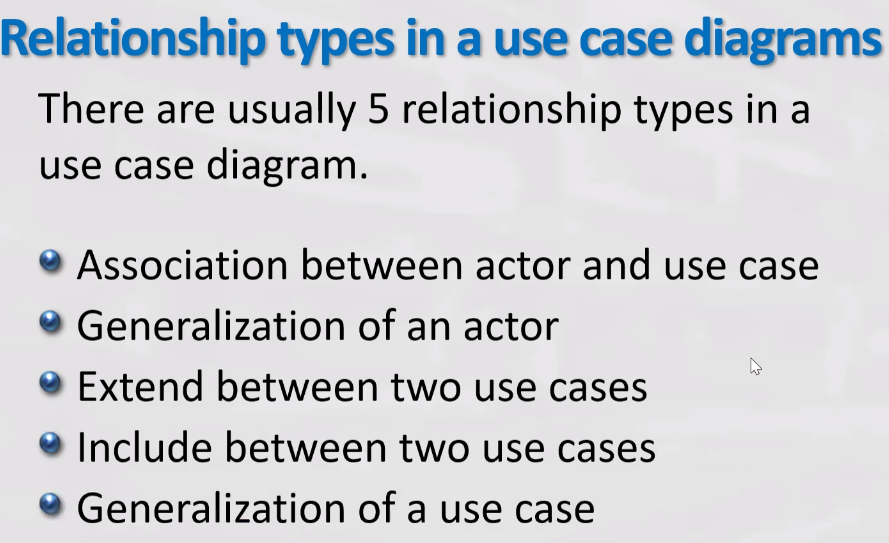 Relationship types in a use case diagrams
There are usually 5 relationship types in a
use case diagram.
Association between actor and use case
Generalization of an actor
Extend between two use cases
Include between two use cases
Generalization of a use case